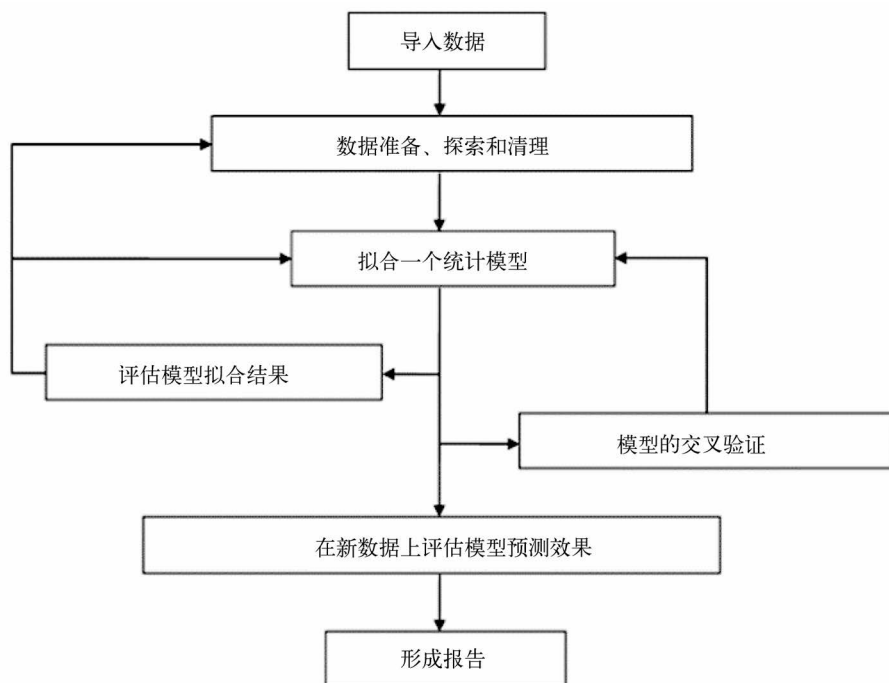 导入数据
数据准备、探索和清理
拟合一个统计模型
评估模型拟合结果
模型的交叉验证
在新数据上评估模型预测效果
形成报告